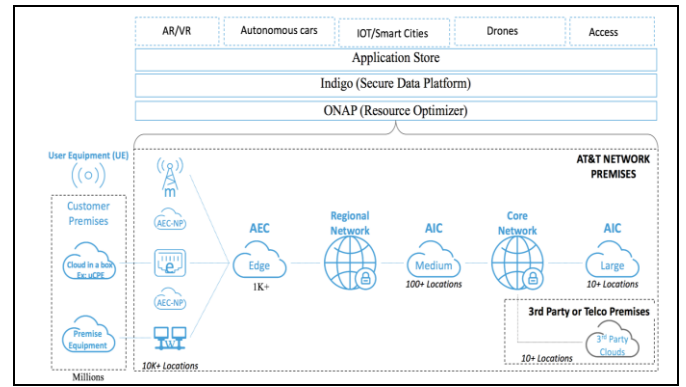 AR/VR
Autonomous cars
IOT/Smart Cities
Drones
Access
Application Store
Indigo (Secure Data Platform)
ONAP (Resource Optimizer)
User Equipment (UE)
AT&T NETWORK
PREMISES
m
Customer
Premises
AEC-NP
AEC
Regional
Network
AIC
Core
Network
AIC
Cloud in a box
Ex: uCPE
e
Edge
Medium
Large
1K+
100+ Locations
10+ Locations
AEC-NP
3rd Party or Telco Premises
Premise
Equipment
W
3rd Party
Clouds
10+ Locations
10K+ Locations
Millions